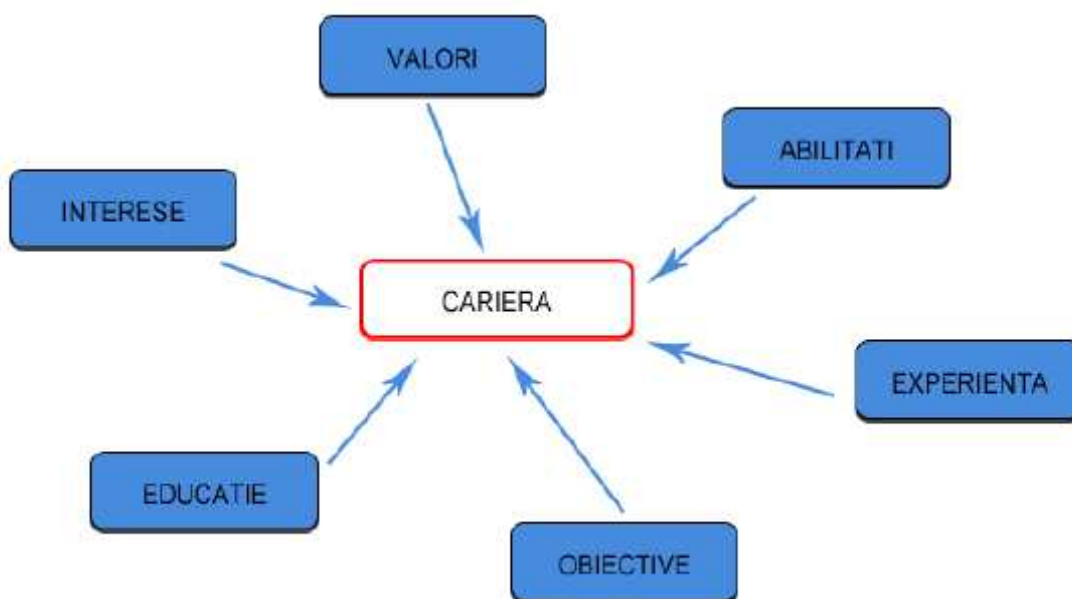 VALORI
ABILITATI
INTERESE
CARIERA
EXPERIENTA
EDUCATIE
OBIECTIVE